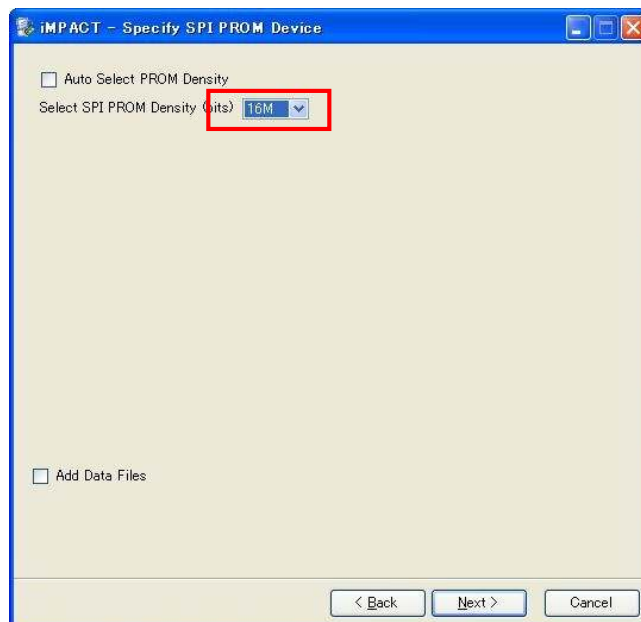 iMPACT - Specify SPI PROM Device
Auto Select PROM Density
Select SPI PROM Density (bits) 16M
Add Data Files
< Back Next > Cancel